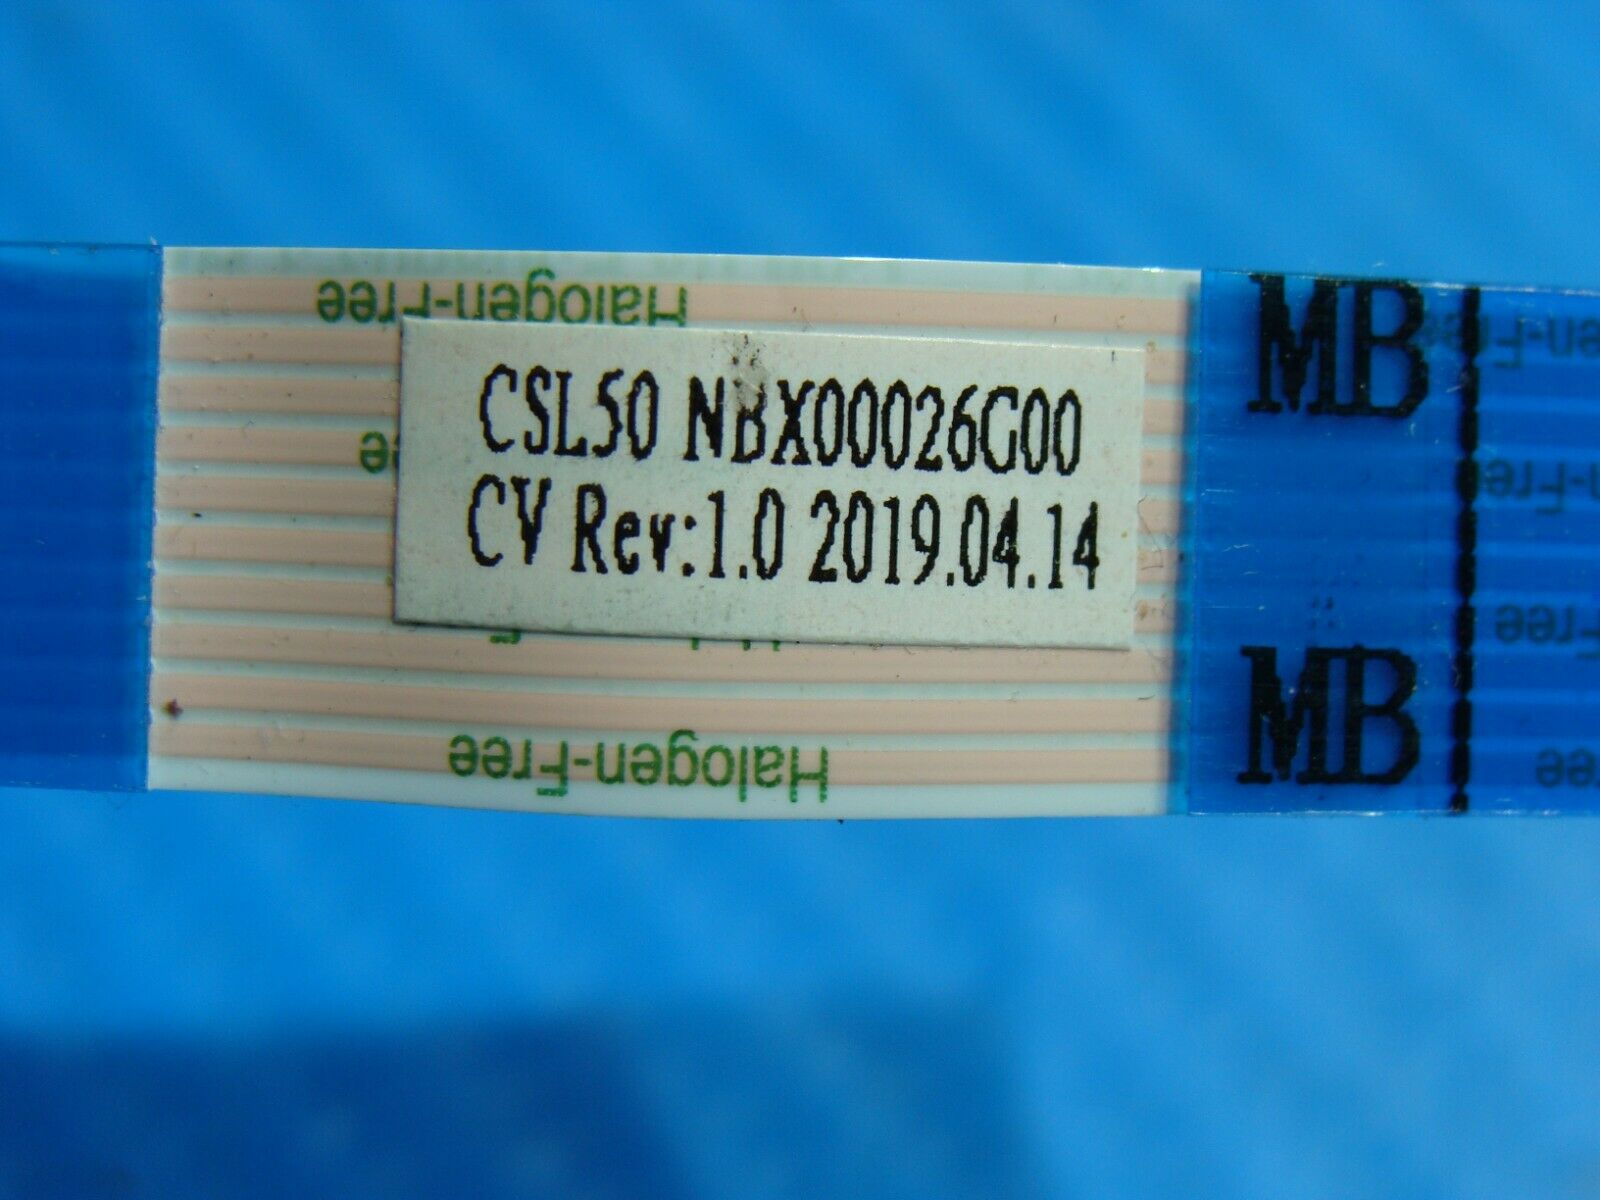 Halogen-Free
CSL50 NBX00026G00
CV Rev:1.0 2019.04.14
Halogen-Free
MB
MB